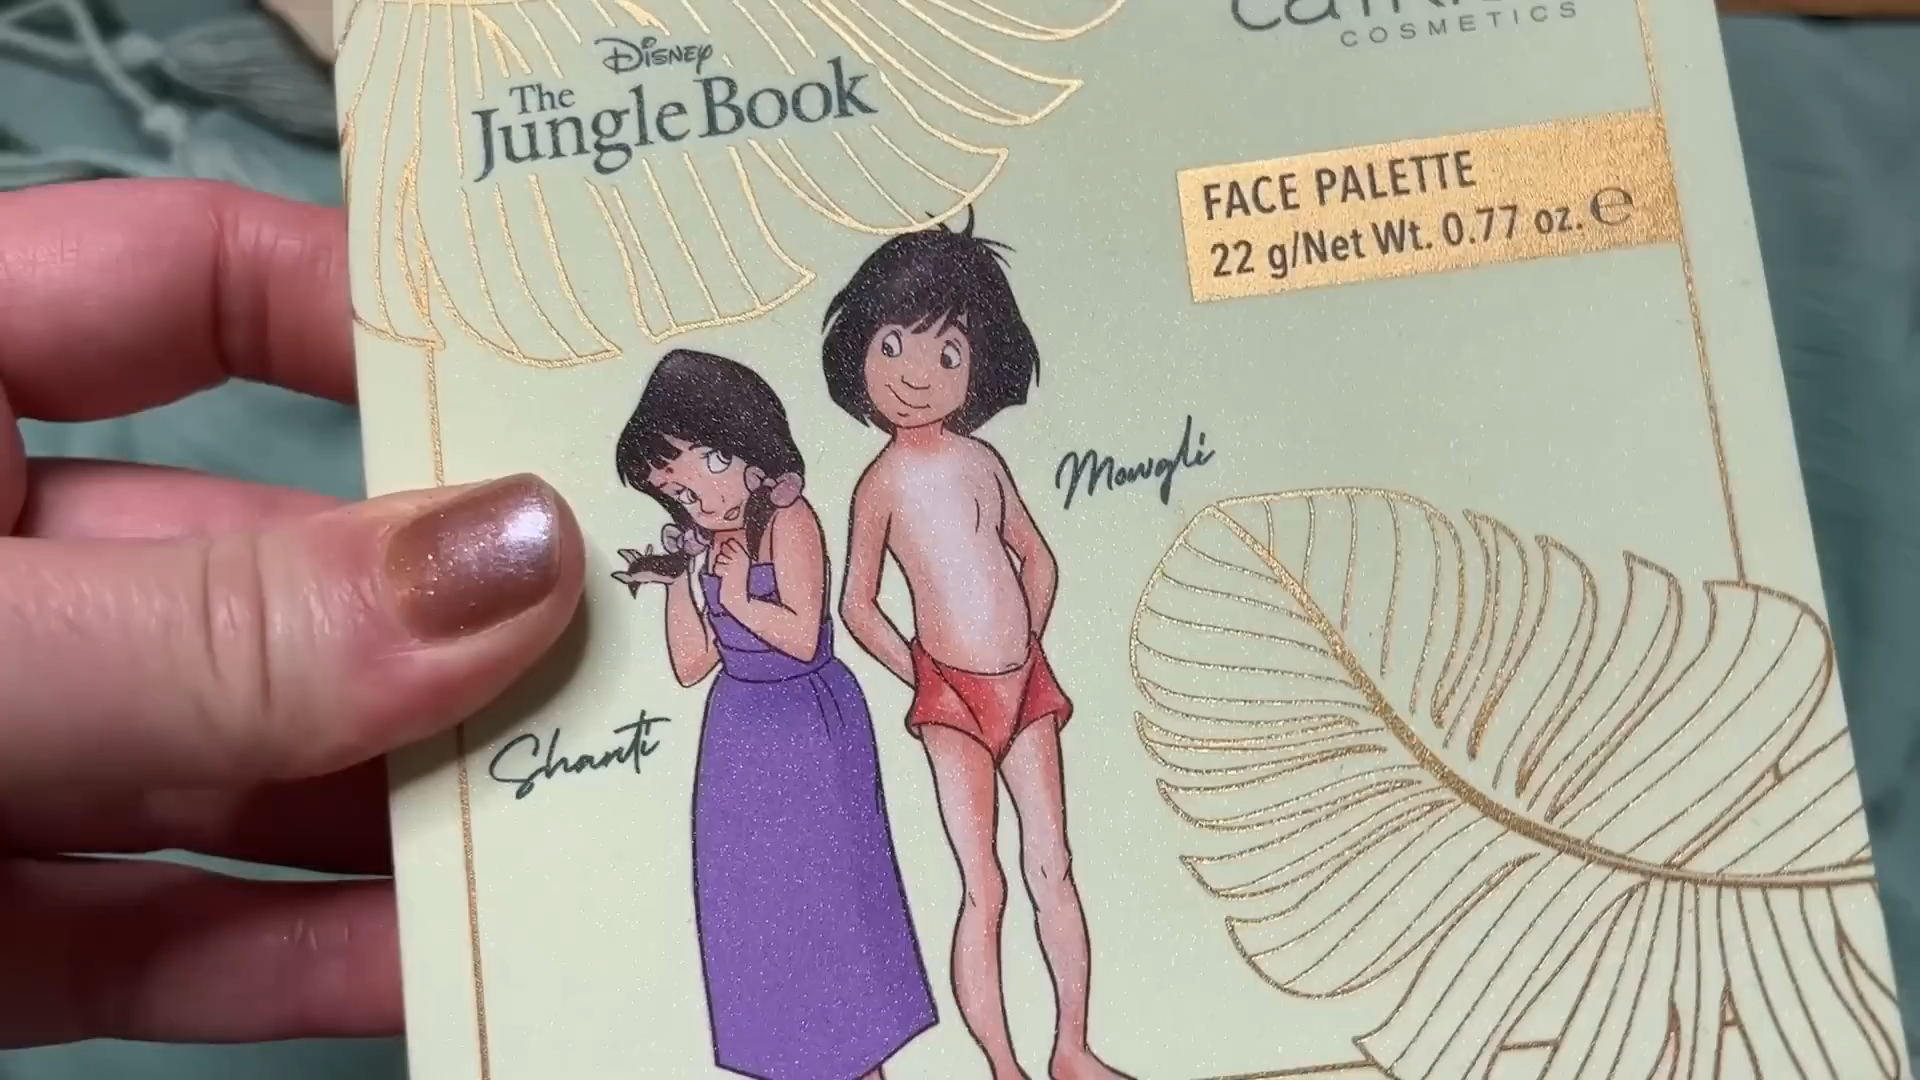 Disney
The
Jungle Book
COSMETICS
FACE PALETTE
22 g/Net Wt. 0.77 oz. ℮
Mowgli
Shanti